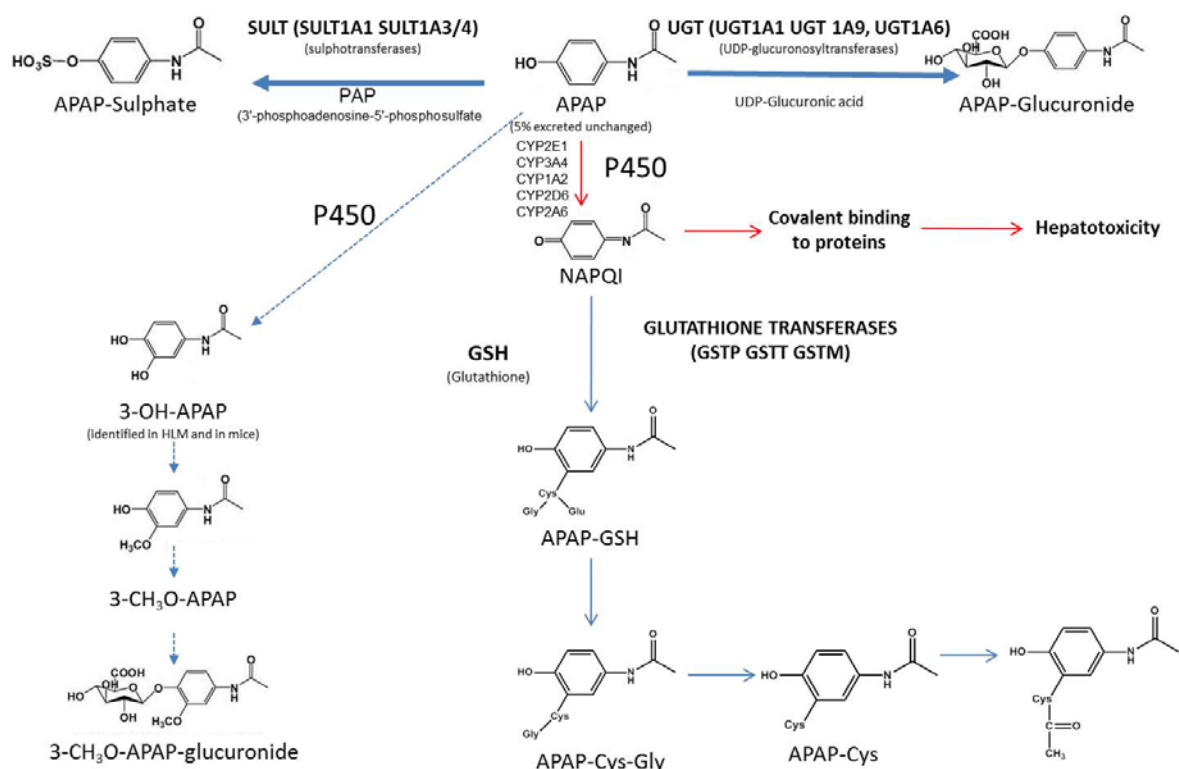 SULT (SULT1A1 SULT1A3/4)
(sulphotransferases)
UGT (UGT1A1 UGT 1A9, UGT1A6)
(UDP-glucuronosyltransferases)
HO₃S
O
O
N
H
HO
O
N
H
COOH
OH
HO
HO
OH
O
O
O
N
H
APAP-Sulphate
PAP
(3'-phosphoadenosine-5'-phosphosulfate
APAP
(5% excreted unchanged)
UDP-Glucuronic acid
APAP-Glucuronide
CYP2E1
CYP3A4
CYP1A2
CYP2D6
CYP2A6
P450
P450
O
N
O
NAPQI
Covalent binding
to proteins
Hepatotoxicity
HO
HO
O
N
H
3-OH-APAP
(identified in HLM and in mice)
GSH
(Glutathione)
GLUTATHIONE TRANSFERASES
(GSTP GSTT GSTM)
HO
H₃CO
O
N
H
HO
O
N
H
Cys
Gly
Glu
APAP-GSH
3-CH₃O-APAP
COOH
OH
HO
HO
OH
O
O
H₃CO
O
N
H
3-CH₃O-APAP-glucuronide
HO
O
N
H
Cys
Gly
APAP-Cys-Gly
HO
O
N
H
Cys
APAP-Cys
HO
O
N
H
Cys
C
O
CH₃